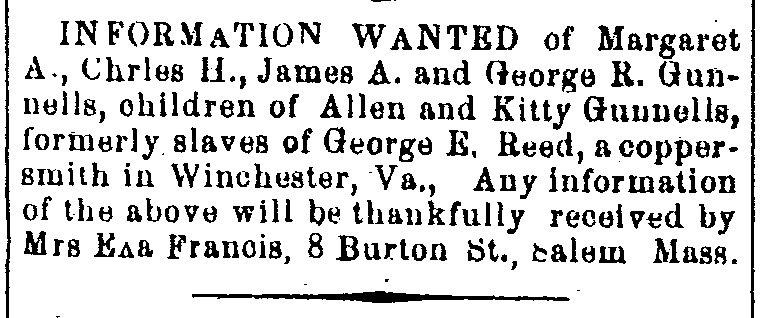 INFORMATION WANTED of Margaret
A., Chrles H., James A. and George R. Gun-
nells, children of Allen and Kitty Gunnells,
formerly slaves of George E. Reed, a copper-
smith in Winchester, Va., Any information
of the above will be thankfully received by
Mrs EAa Francis, 8 Burton St., Salem Mass.